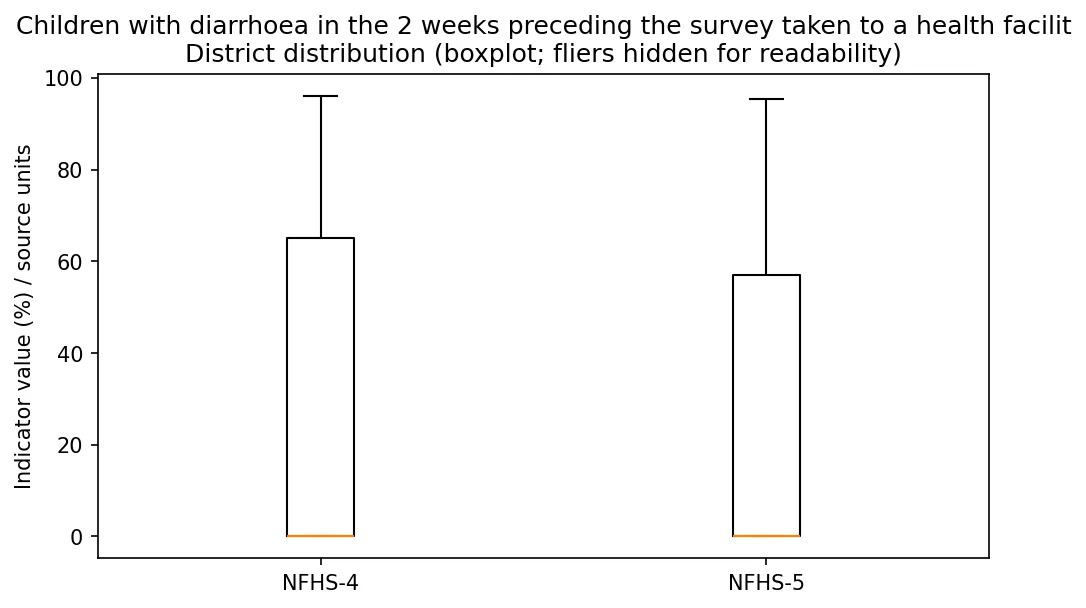 Children with diarrhoea in the 2 weeks preceding the survey taken to a health facilit
District distribution (boxplot; fliers hidden for readability)
Indicator value (%) / source units
100
80
60
40
20
0
NFHS-4
NFHS-5